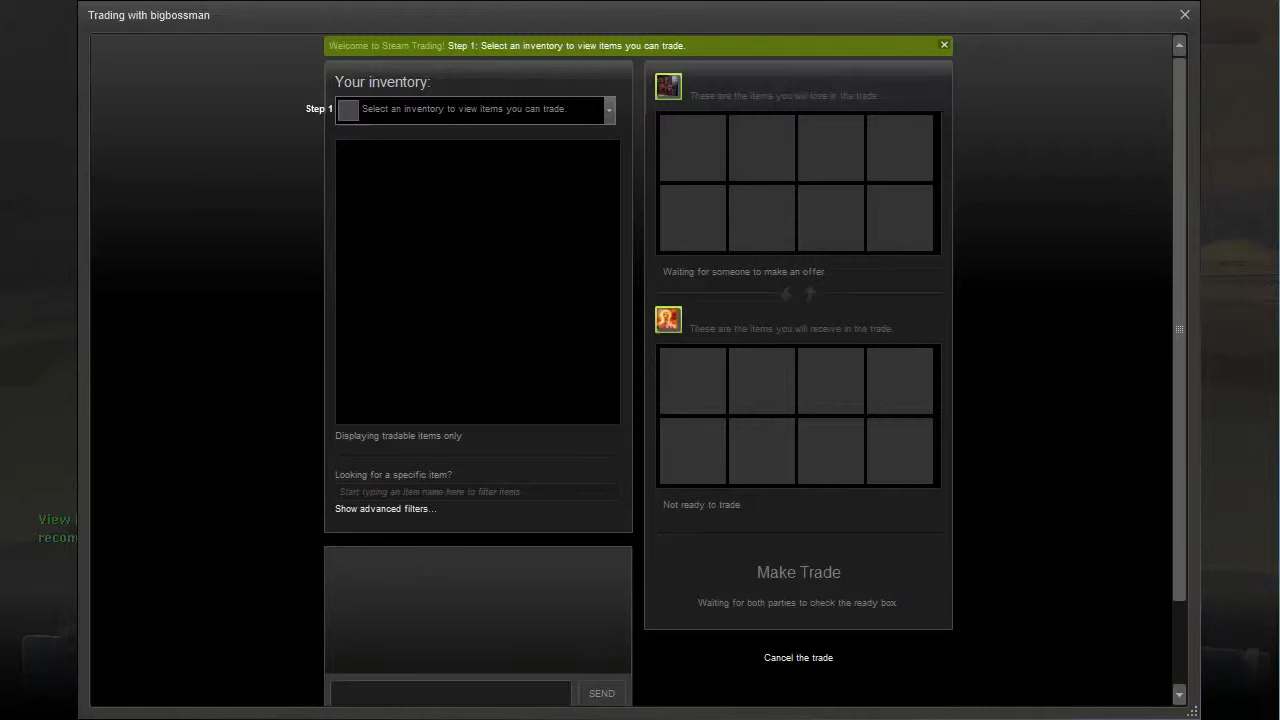 Trading with bigbossman
Welcome to Steam Trading! Step 1: Select an inventory to view items you can trade.
Your inventory:
Step 1
Select an inventory to view items you can trade.
Displaying tradable items only
Looking for a specific item?
Start typing an item name here to filter items
Show advanced filters...
SEND
These are the items you will lose in the trade.
Waiting for someone to make an offer.
These are the items you will receive in the trade.
Not ready to trade.
Make Trade
Waiting for both parties to check the ready box.
Cancel the trade
View
recom